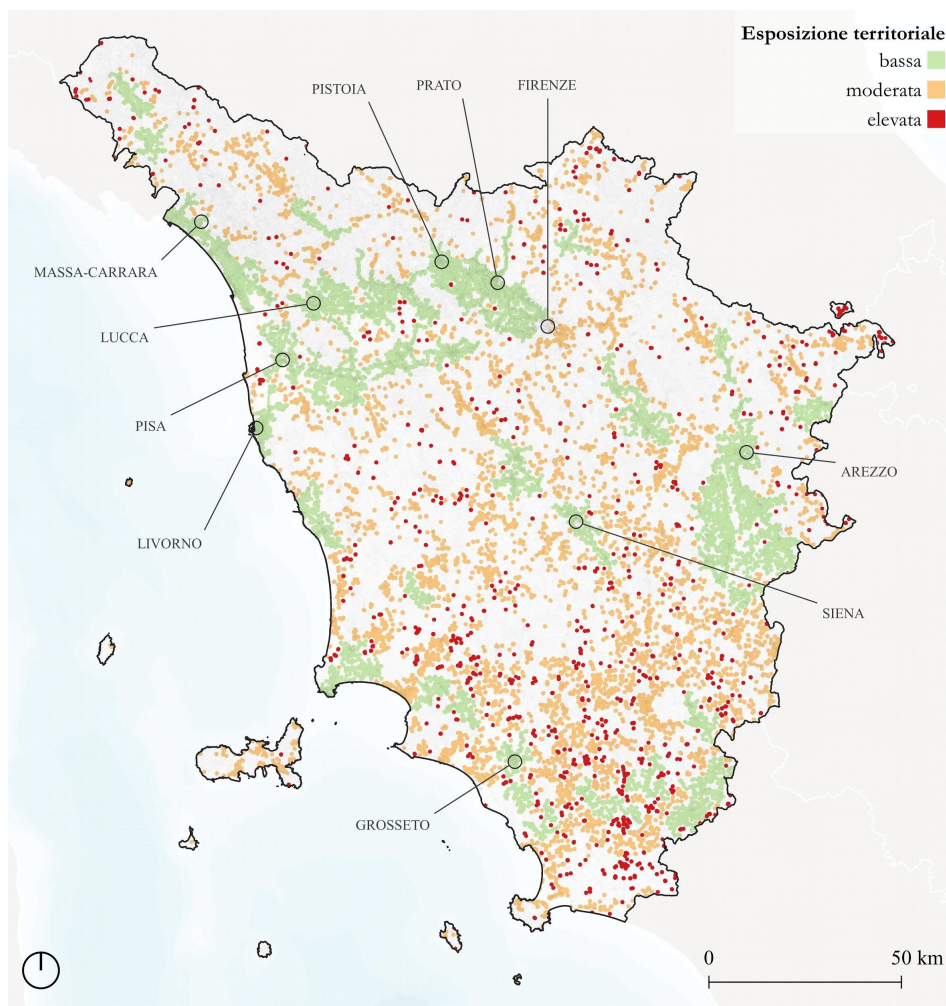 Esposizione territoriale
bassa
moderata
elevata
PISTOIA
PRATO
FIRENZE
MASSA-CARRARA
LUCCA
PISA
LIVORNO
AREZZO
SIENA
GROSSETO
0
50 km